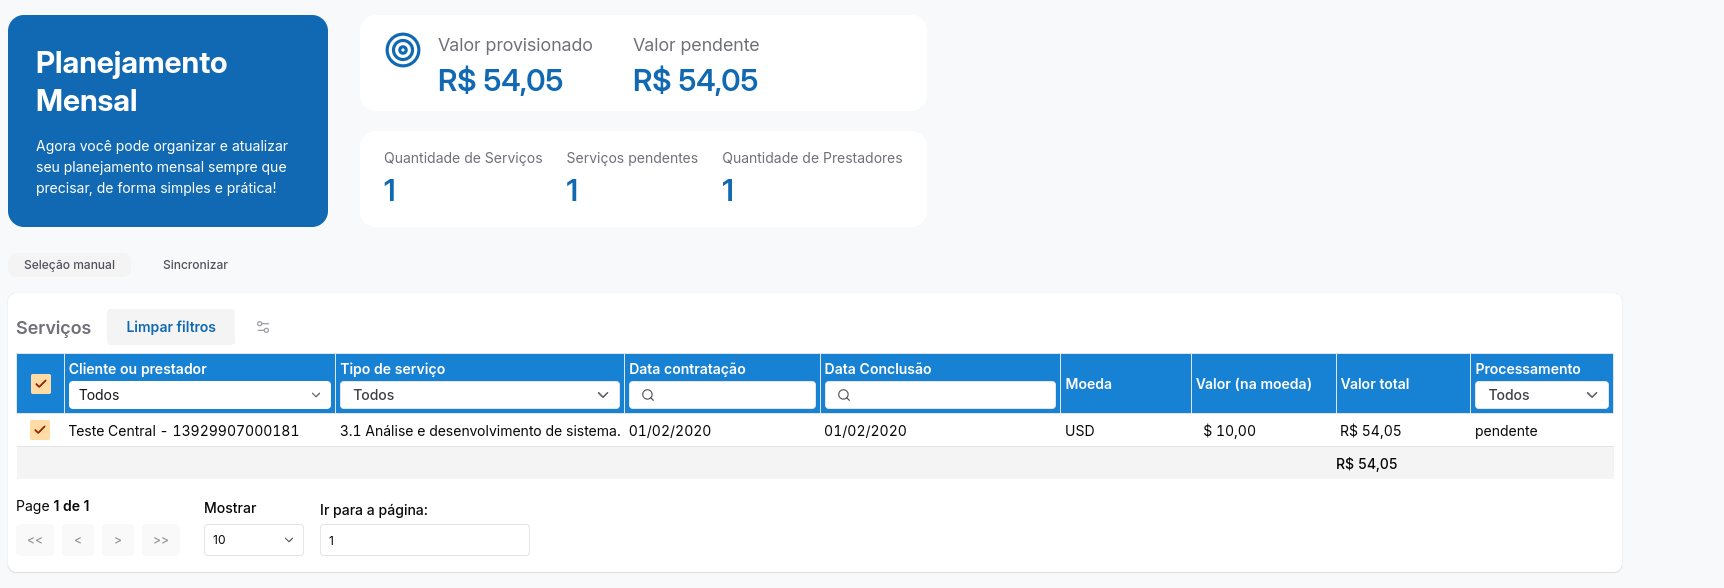 Planejamento
Mensal
Agora você pode organizar e atualizar
seu planejamento mensal sempre que
precisar, de forma simples e prática!
Valor provisionado
R$ 54,05
Valor pendente
R$ 54,05
Quantidade de Serviços
1
Serviços pendentes
1
Quantidade de Prestadores
1
Seleção manual
Sincronizar
Serviços
Limpar filtros
Cliente ou prestador
Todos
Tipo de serviço
Todos
Data contratação
Data Conclusão
Moeda
Valor (na moeda)
Valor total
Processamento
Todos
Teste Central - 13929907000181
3.1 Análise e desenvolvimento de sistema.
01/02/2020
01/02/2020
USD
$ 10,00
R$ 54,05
pendente
R$ 54,05
Page 1 de 1
<<
<
>
>>
Mostrar
10
Ir para a página:
1